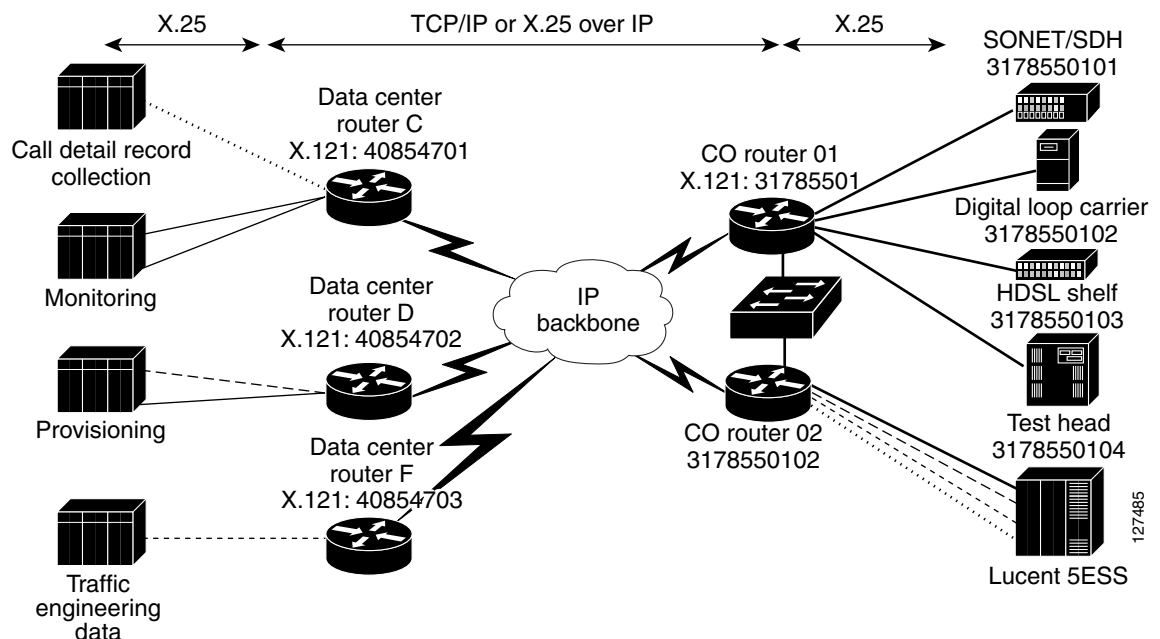 X.25
TCP/IP or X.25 over IP
X.25
SONET/SDH
3178550101
Data center
router C
X.121: 40854701
Call detail record
collection
CO router 01
X.121: 31785501
Digital loop carrier
3178550102
Monitoring
Data center
router D
X.121: 40854702
IP
backbone
HDSL shelf
3178550103
Provisioning
CO router 02
3178550102
Test head
3178550104
Data center
router F
X.121: 40854703
Traffic
engineering
data
Lucent 5ESS
127485